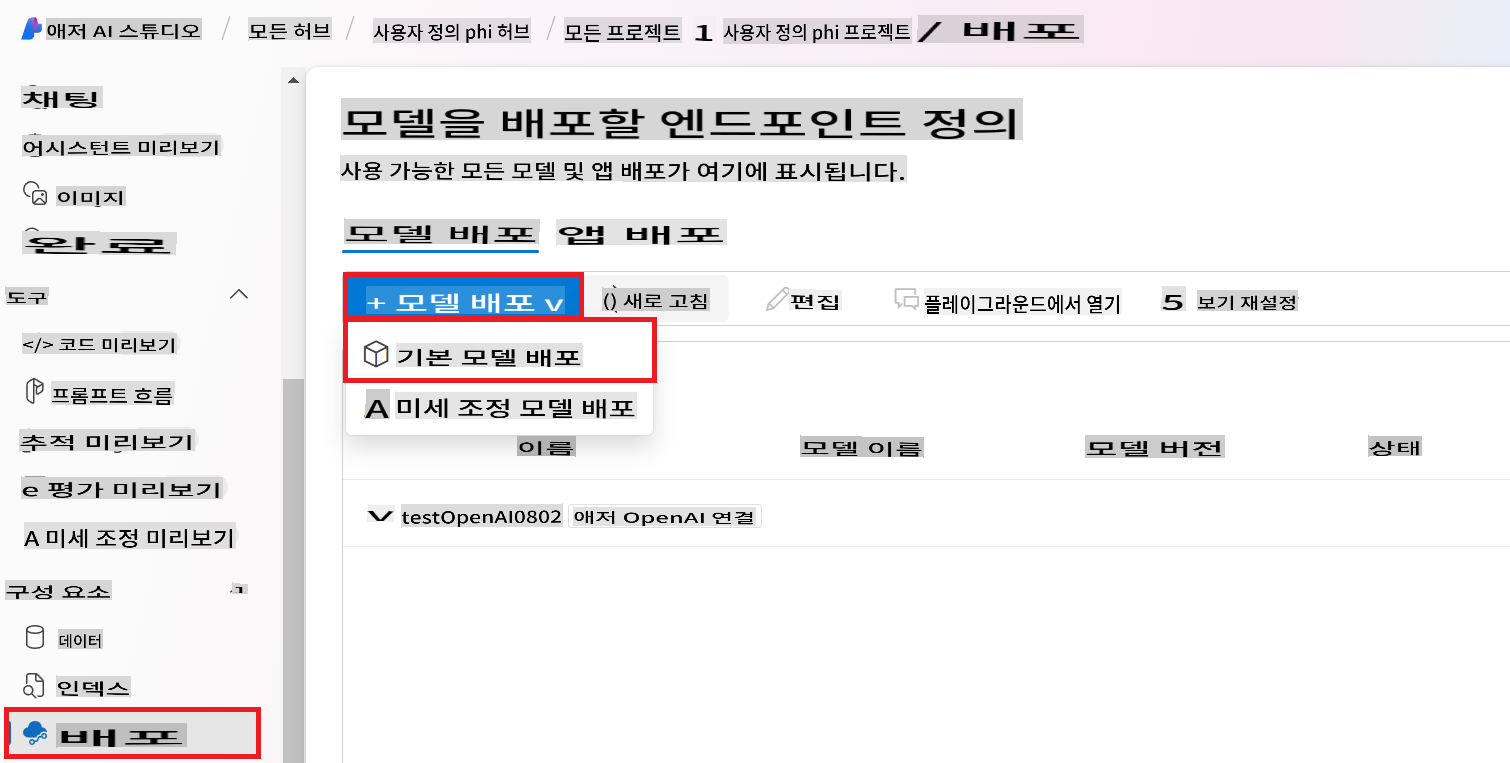 애저 AI 스튜디오 / 모든 허브 / 사용자 정의 phi 허브 / 모든 프로젝트 1 사용자 정의 phi 프로젝트 / 배포
채팅
어시스턴트 미리보기
이미지
완료
도구
</> 코드 미리보기
프롬프트 흐름
추적 미리보기
e 평가 미리보기
A 미세 조정 미리보기
구성 요소
데이터
인덱스
배포
모델을 배포할 엔드포인트 정의
사용 가능한 모든 모델 및 앱 배포가 여기에 표시됩니다.
모델 배포 앱 배포
+ 모델 배포 v () 새로 고침 편집 플레이그라운드에서 열기 5 보기 재설정
기본 모델 배포
A 미세 조정 모델 배포
이름 모델 이름 모델 버전 상태
testOpenAI0802 애저 OpenAI 연결